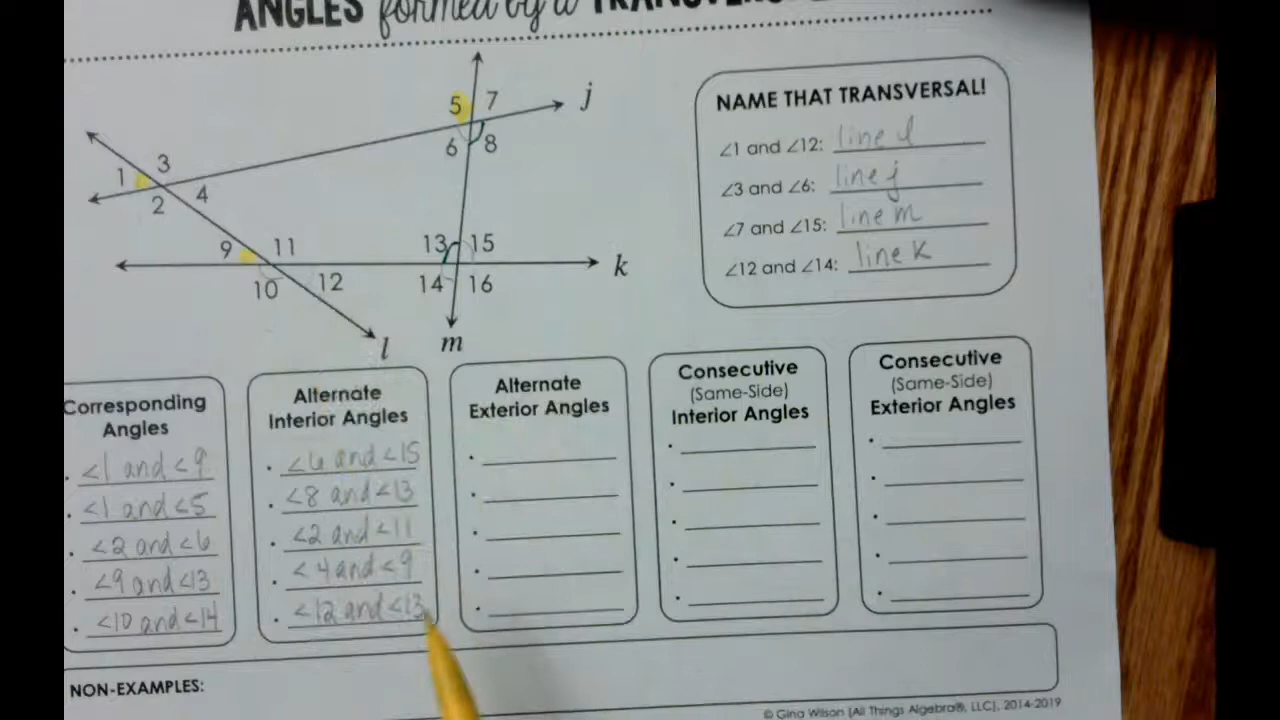 ANGLES formed by a
5 7 j
6 8
1 3
2 4
9 11 13 15 k
10 12 14 16
l m
NAME THAT TRANSVERSAL!
∠1 and ∠12: line l
∠3 and ∠6: line j
∠7 and ∠15: line m
∠12 and ∠14: line k
Corresponding
Angles
• <1 and <9
• <1 and <5
• <2 and <6
• <9 and <13
• <10 and <14
Alternate
Interior Angles
• <6 and <15
• <8 and <13
• <2 and <11
• <4 and <9
• <12 and <13
Alternate
Exterior Angles
Consecutive
(Same-Side)
Interior Angles
Consecutive
(Same-Side)
Exterior Angles
NON-EXAMPLES:
© Gina Wilson (All Things Algebra®, LLC), 2014-2019